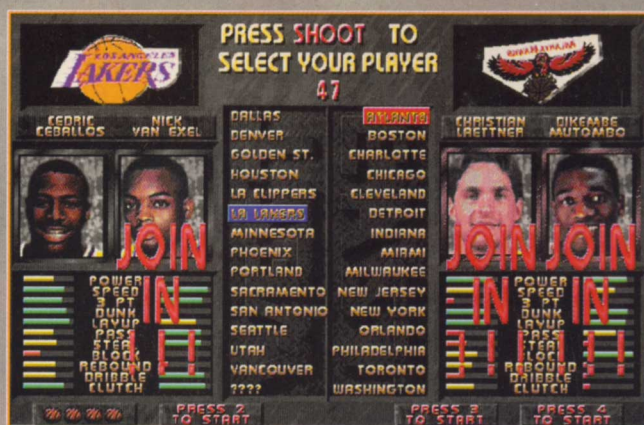 PRESS SHOOT TO
SELECT YOUR PLAYER
47
LOS ANGELES
LAKERS
ATLANTA HAWKS
CEDRIC
CEBALLOS
NICK
VAN EXEL
CHRISTIAN
LAETTNER
DIKEMBE
MUTOMBO
DALLAS
DENVER
GOLDEN ST.
HOUSTON
LA CLIPPERS
LA LAKERS
MINNESOTA
PHOENIX
PORTLAND
SACRAMENTO
SAN ANTONIO
SEATTLE
UTAH
VANCOUVER
????
ATLANTA
BOSTON
CHARLOTTE
CHICAGO
CLEVELAND
DETROIT
INDIANA
MIAMI
MILWAUKEE
NEW JERSEY
NEW YORK
ORLANDO
PHILADELPHIA
TORONTO
WASHINGTON
JOIN
IN
!!
JOIN
IN
!!
JOIN
IN
!!
POWER
SPEED
3 PT
DUNK
LAYUP
PASS
STEAL
BLOCK
REBOUND
DRIBBLE
CLUTCH
POWER
SPEED
3 PT
DUNK
LAYUP
PASS
STEAL
BLOCK
REBOUND
DRIBBLE
CLUTCH
PRESS 2
TO START
PRESS 3
TO START
PRESS 4
TO START